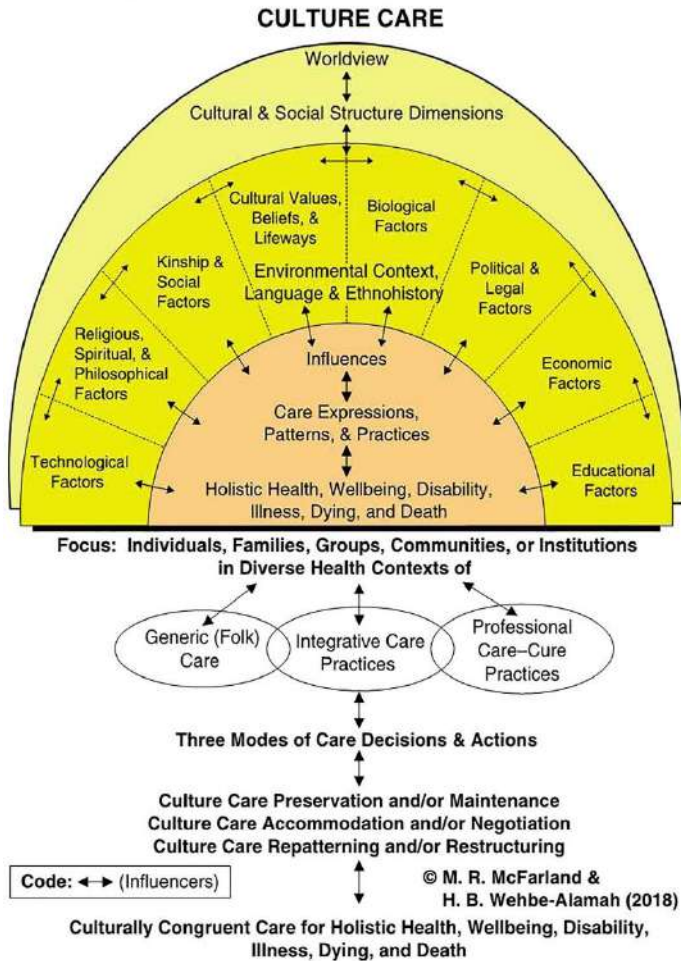 CULTURE CARE
Worldview
Cultural & Social Structure Dimensions
Cultural Values,
Beliefs, &
Lifeways
Biological
Factors
Kinship &
Social
Factors
Environmental Context,
Language & Ethnohistory
Political &
Legal
Factors
Religious,
Spiritual, &
Philosophical
Factors
Influences
Economic
Factors
Care Expressions,
Patterns, & Practices
Technological
Factors
Holistic Health, Wellbeing, Disability,
Illness, Dying, and Death
Educational
Factors
Focus: Individuals, Families, Groups, Communities, or Institutions
in Diverse Health Contexts of
Generic (Folk)
Care
Integrative Care
Practices
Professional
Care–Cure
Practices
Three Modes of Care Decisions & Actions
Culture Care Preservation and/or Maintenance
Culture Care Accommodation and/or Negotiation
Culture Care Repatterning and/or Restructuring
Code: ↔ (Influencers)
© M. R. McFarland &
H. B. Wehbe-Alamah (2018)
Culturally Congruent Care for Holistic Health, Wellbeing, Disability,
Illness, Dying, and Death